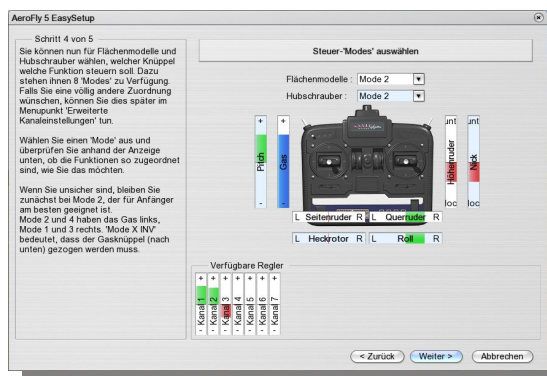 AeroFly 5 EasySetup
Schritt 4 von 5
Sie können nun für Flächenmodelle und
Hubschrauber wählen, welcher Knüppel
welche Funktion steuern soll. Dazu
stehen ihnen 8 'Modes' zu Verfügung.
Falls Sie eine völlig andere Zuordnung
wünschen, können Sie dies später im
Menupunkt 'Erweiterte
Kanaleinstellungen' tun.
Wählen Sie einen 'Mode' aus und
überprüfen Sie anhand der Anzeige
unten, ob die Funktionen so zugeordnet
sind, wie Sie das möchten.
Wenn Sie unsicher sind, bleiben Sie
zunächst bei Mode 2, der für Anfänger
am besten geeignet ist.
Mode 2 und 4 haben das Gas links,
Mode 1 und 3 rechts. 'Mode X INV'
bedeutet, dass der Gasknüppel (nach
unten) gezogen werden muss.
Steuer-'Modes' auswählen
Flächenmodelle : Mode 2
Hubschrauber : Mode 2
+ Pitch -
+ Gas -
unt Höhenruder loc
unt Nick loc
L Seitenruder R L Querruder R
L Heckrotor R L Roll R
Verfügbare Regler
- Kanal 1 +
- Kanal 2 +
- Kanal 3 +
- Kanal 4 +
- Kanal 5 +
- Kanal 6 +
- Kanal 7 +
< Zurück Weiter > Abbrechen